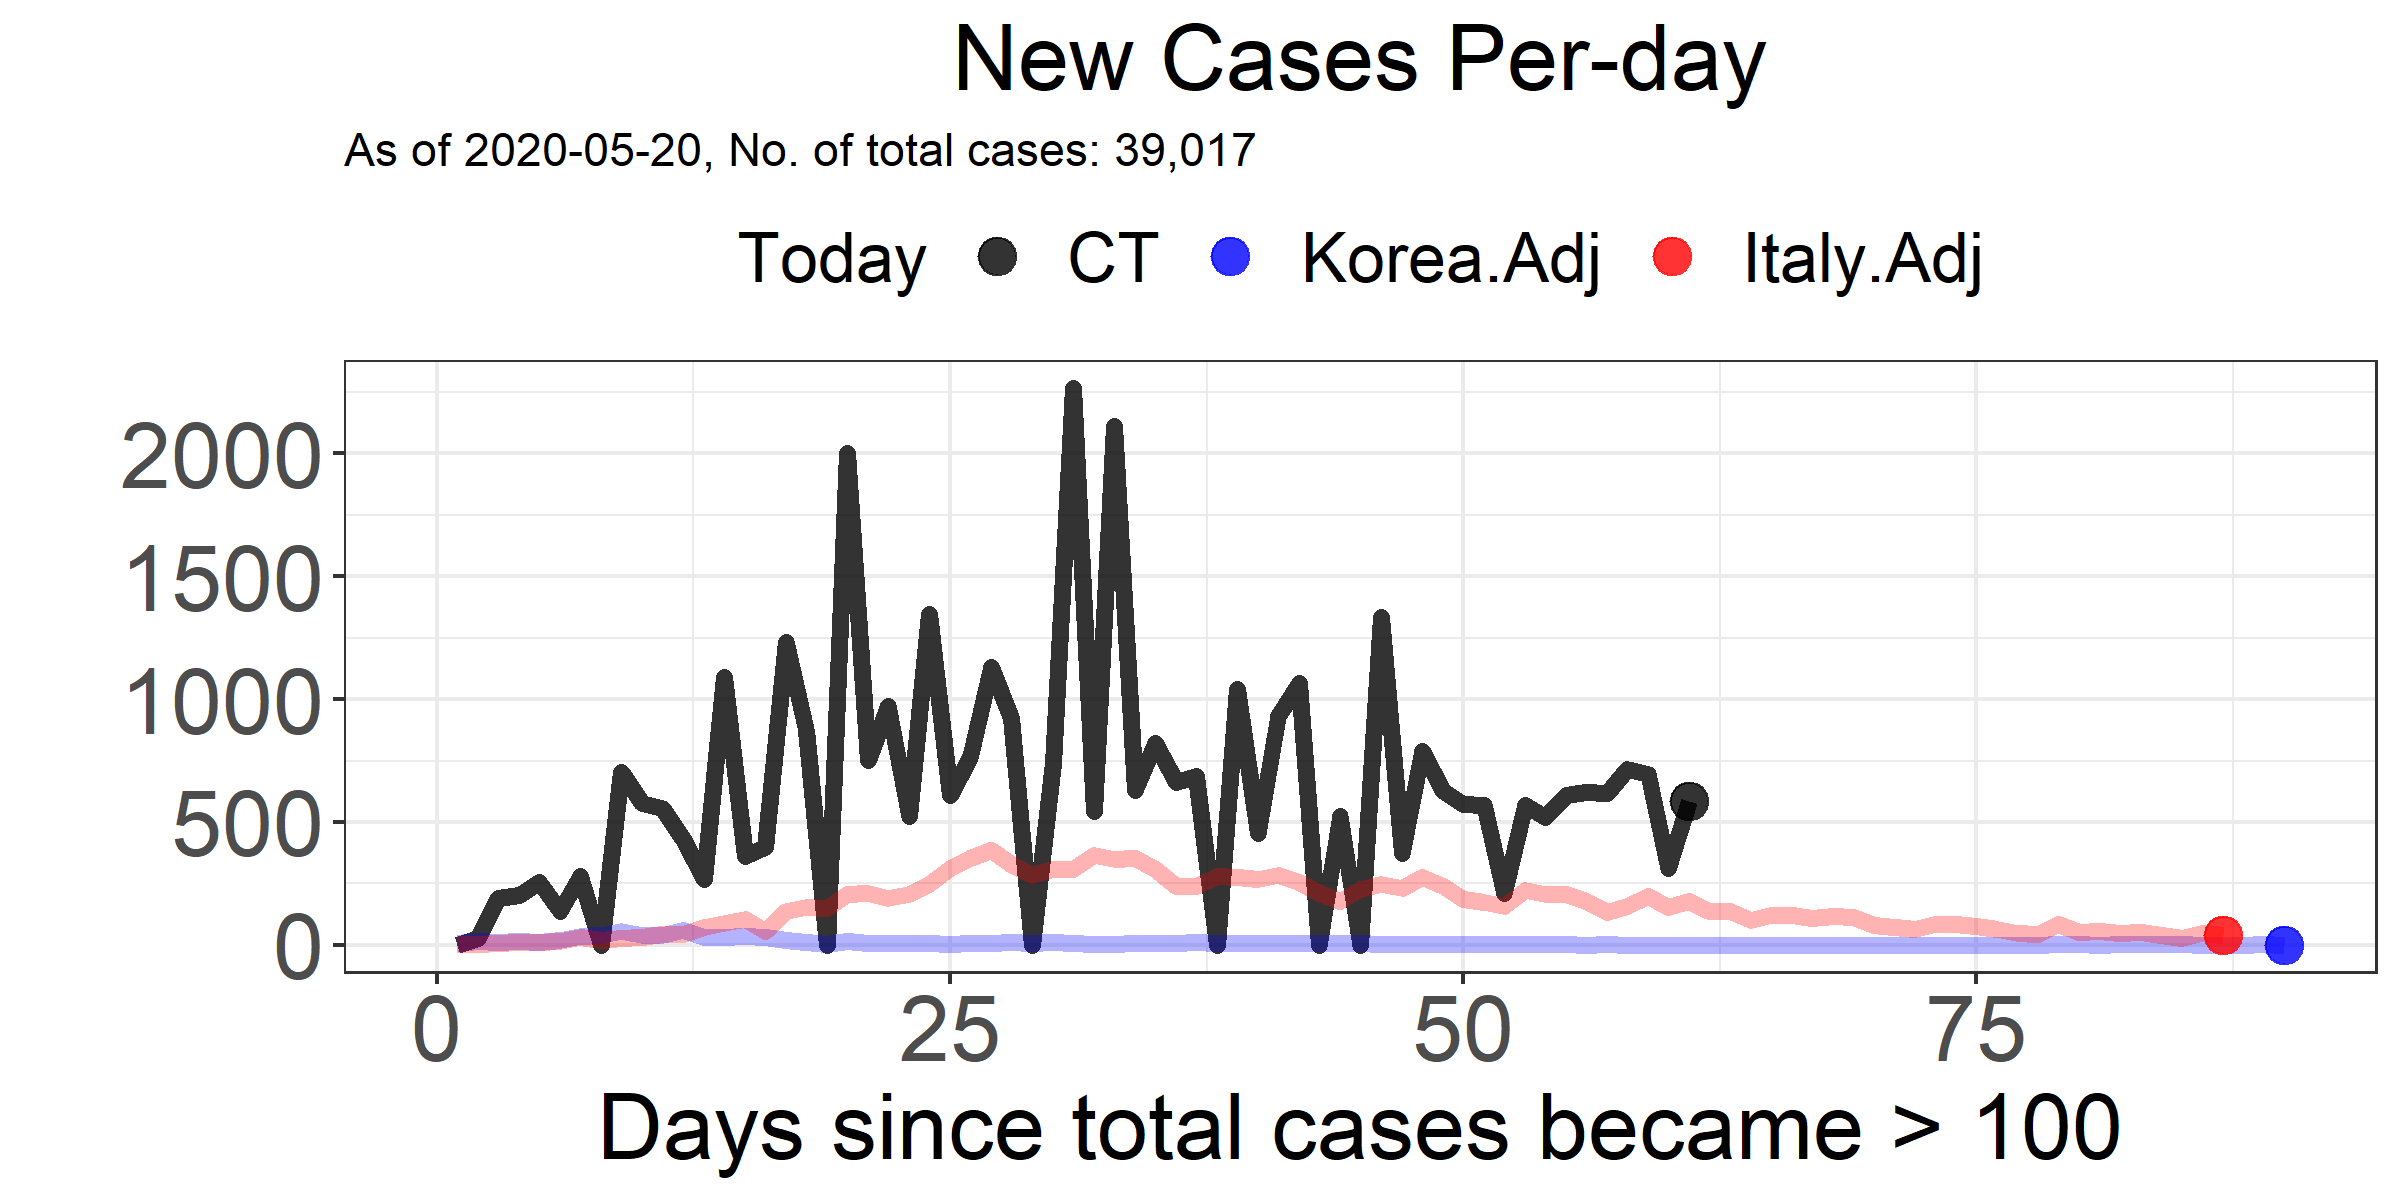 New Cases Per-day
As of 2020-05-20, No. of total cases: 39,017
Today CT Korea.Adj Italy.Adj
2000
1500
1000
500
0
0 25 50 75
Days since total cases became > 100